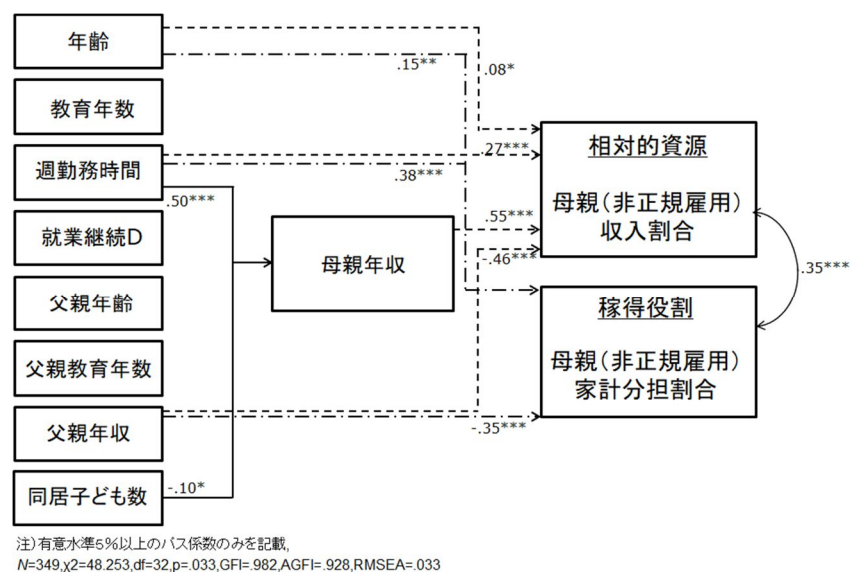 年齢
.15**
.08*
教育年数
週勤務時間
.50***
.38***
.27***
相対的資源
母親(非正規雇用)
収入割合
就業継続D
母親年収
.55***
-.46***
.35***
父親年齢
稼得役割
母親(非正規雇用)
家計分担割合
父親教育年数
父親年収
-.35***
同居子ども数
-.10*
注)有意水準5%以上のパス係数のみを記載,
N=349,χ2=48.253,df=32,p=.033,GFI=.982,AGFI=.928,RMSEA=.033